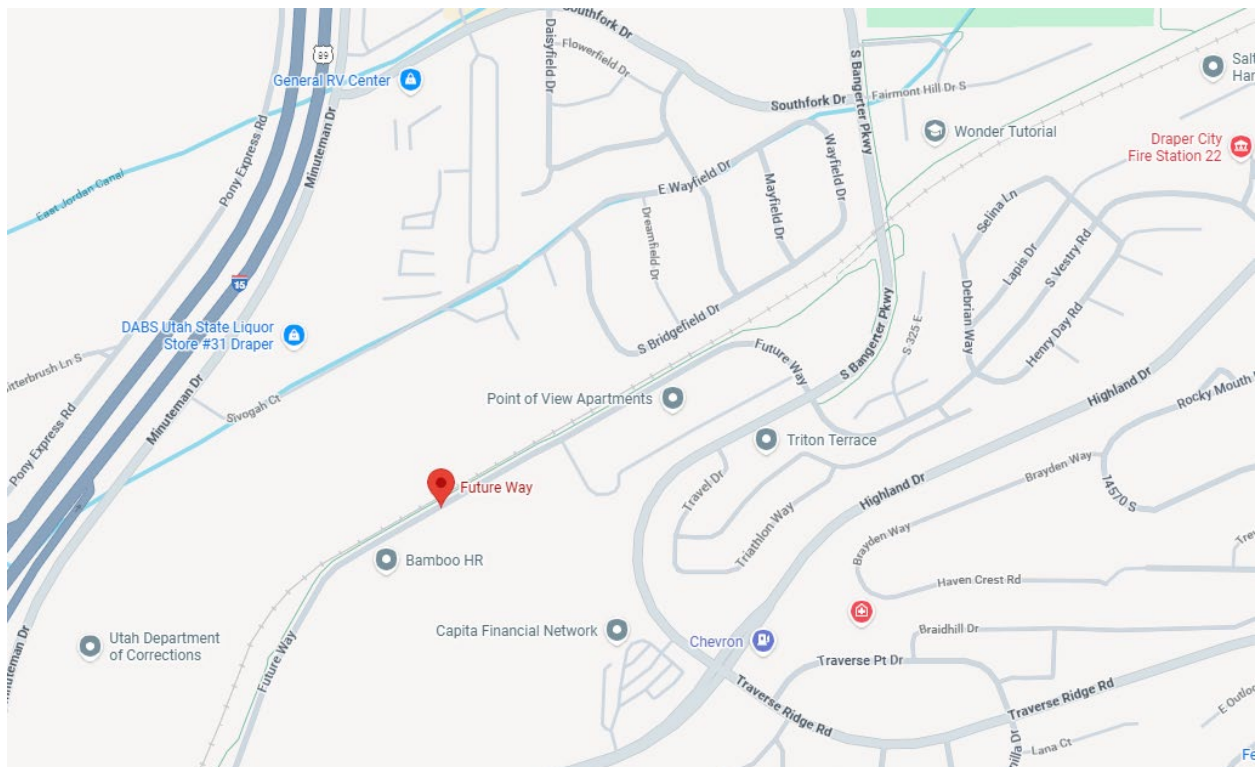 Southfork Dr
Daisyfield Dr
Flowerfield Dr
89
General RV Center
S Bangerter Pkwy
Salt
Har
Southfork Dr
Fairmont Hill Dr S
Pony Express Rd
Minuteman Dr
Wonder Tutorial
Draper City
Fire Station 22
East Jordan Canal
E Wayfield Dr
Wayfield Dr
Mayfield Dr
Dreamfield Dr
Selina Ln
Lapis Dr
S Vestry Rd
15
DABS Utah State Liquor
Store #31 Draper
Debrian Way
Henry Day Rd
S Bridgefield Dr
Future Way
S Bangerter Pkwy
S 325 E
Highland Dr
Rocky Mouth
itterbrush Ln S
Minuteman Dr
Sivogah Ct
Pony Express Rd
Point of View Apartments
Triton Terrace
Brayden Way
14570 S
Highland Dr
Travel Dr
Triathlon Way
Future Way
Brayden Way
Trev
Bamboo HR
Haven Crest Rd
Capita Financial Network
Braidhill Dr
Utah Department
of Corrections
Chevron
Minuteman Dr
Future Way
Traverse Pt Dr
Traverse Ridge Rd
Traverse Ridge Rd
E Outlo
Lana Ct
Fe